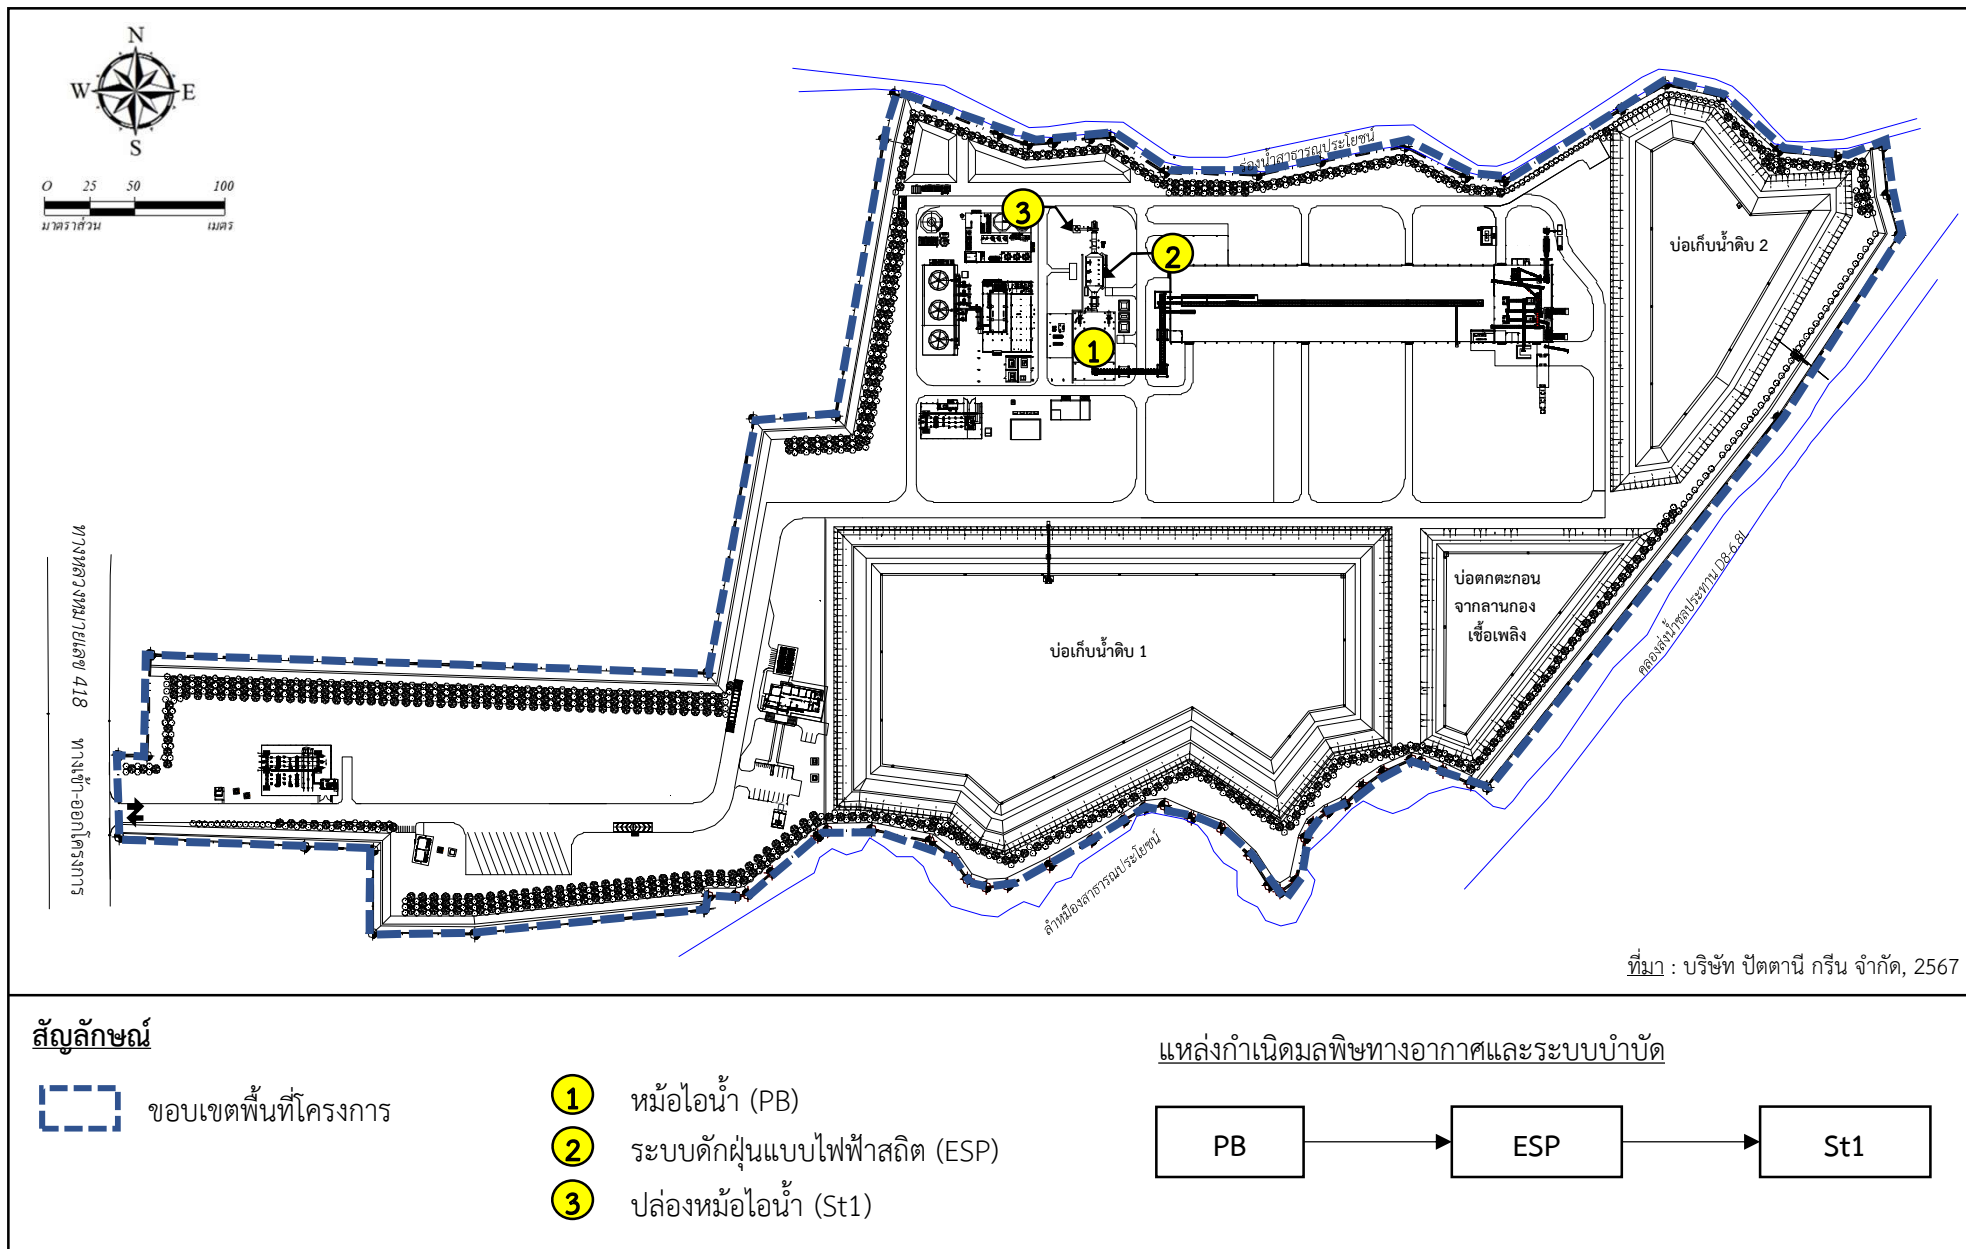 N
W E
S
O 25 50 100
มาตราส่วน เมตร
ร่องน้ำสาธารณประโยชน์
3
2
1
บ่อเก็บน้ำดิบ 2
ทางหลวงหมายเลข 418
ทางเข้า-ออกโครงการ
บ่อเก็บน้ำดิบ 1
บ่อตกตะกอน
จากลานกอง
เชื้อเพลิง
คลองส่งน้ำชลประทาน D8-6.8l
ลำเหมืองสาธารณประโยชน์
ที่มา : บริษัท ปัตตานี กรีน จำกัด, 2567
สัญลักษณ์
ขอบเขตพื้นที่โครงการ
1 หม้อไอน้ำ (PB)
2 ระบบดักฝุ่นแบบไฟฟ้าสถิต (ESP)
3 ปล่องหม้อไอน้ำ (St1)
แหล่งกำเนิดมลพิษทางอากาศและระบบบำบัด
PB ESP St1